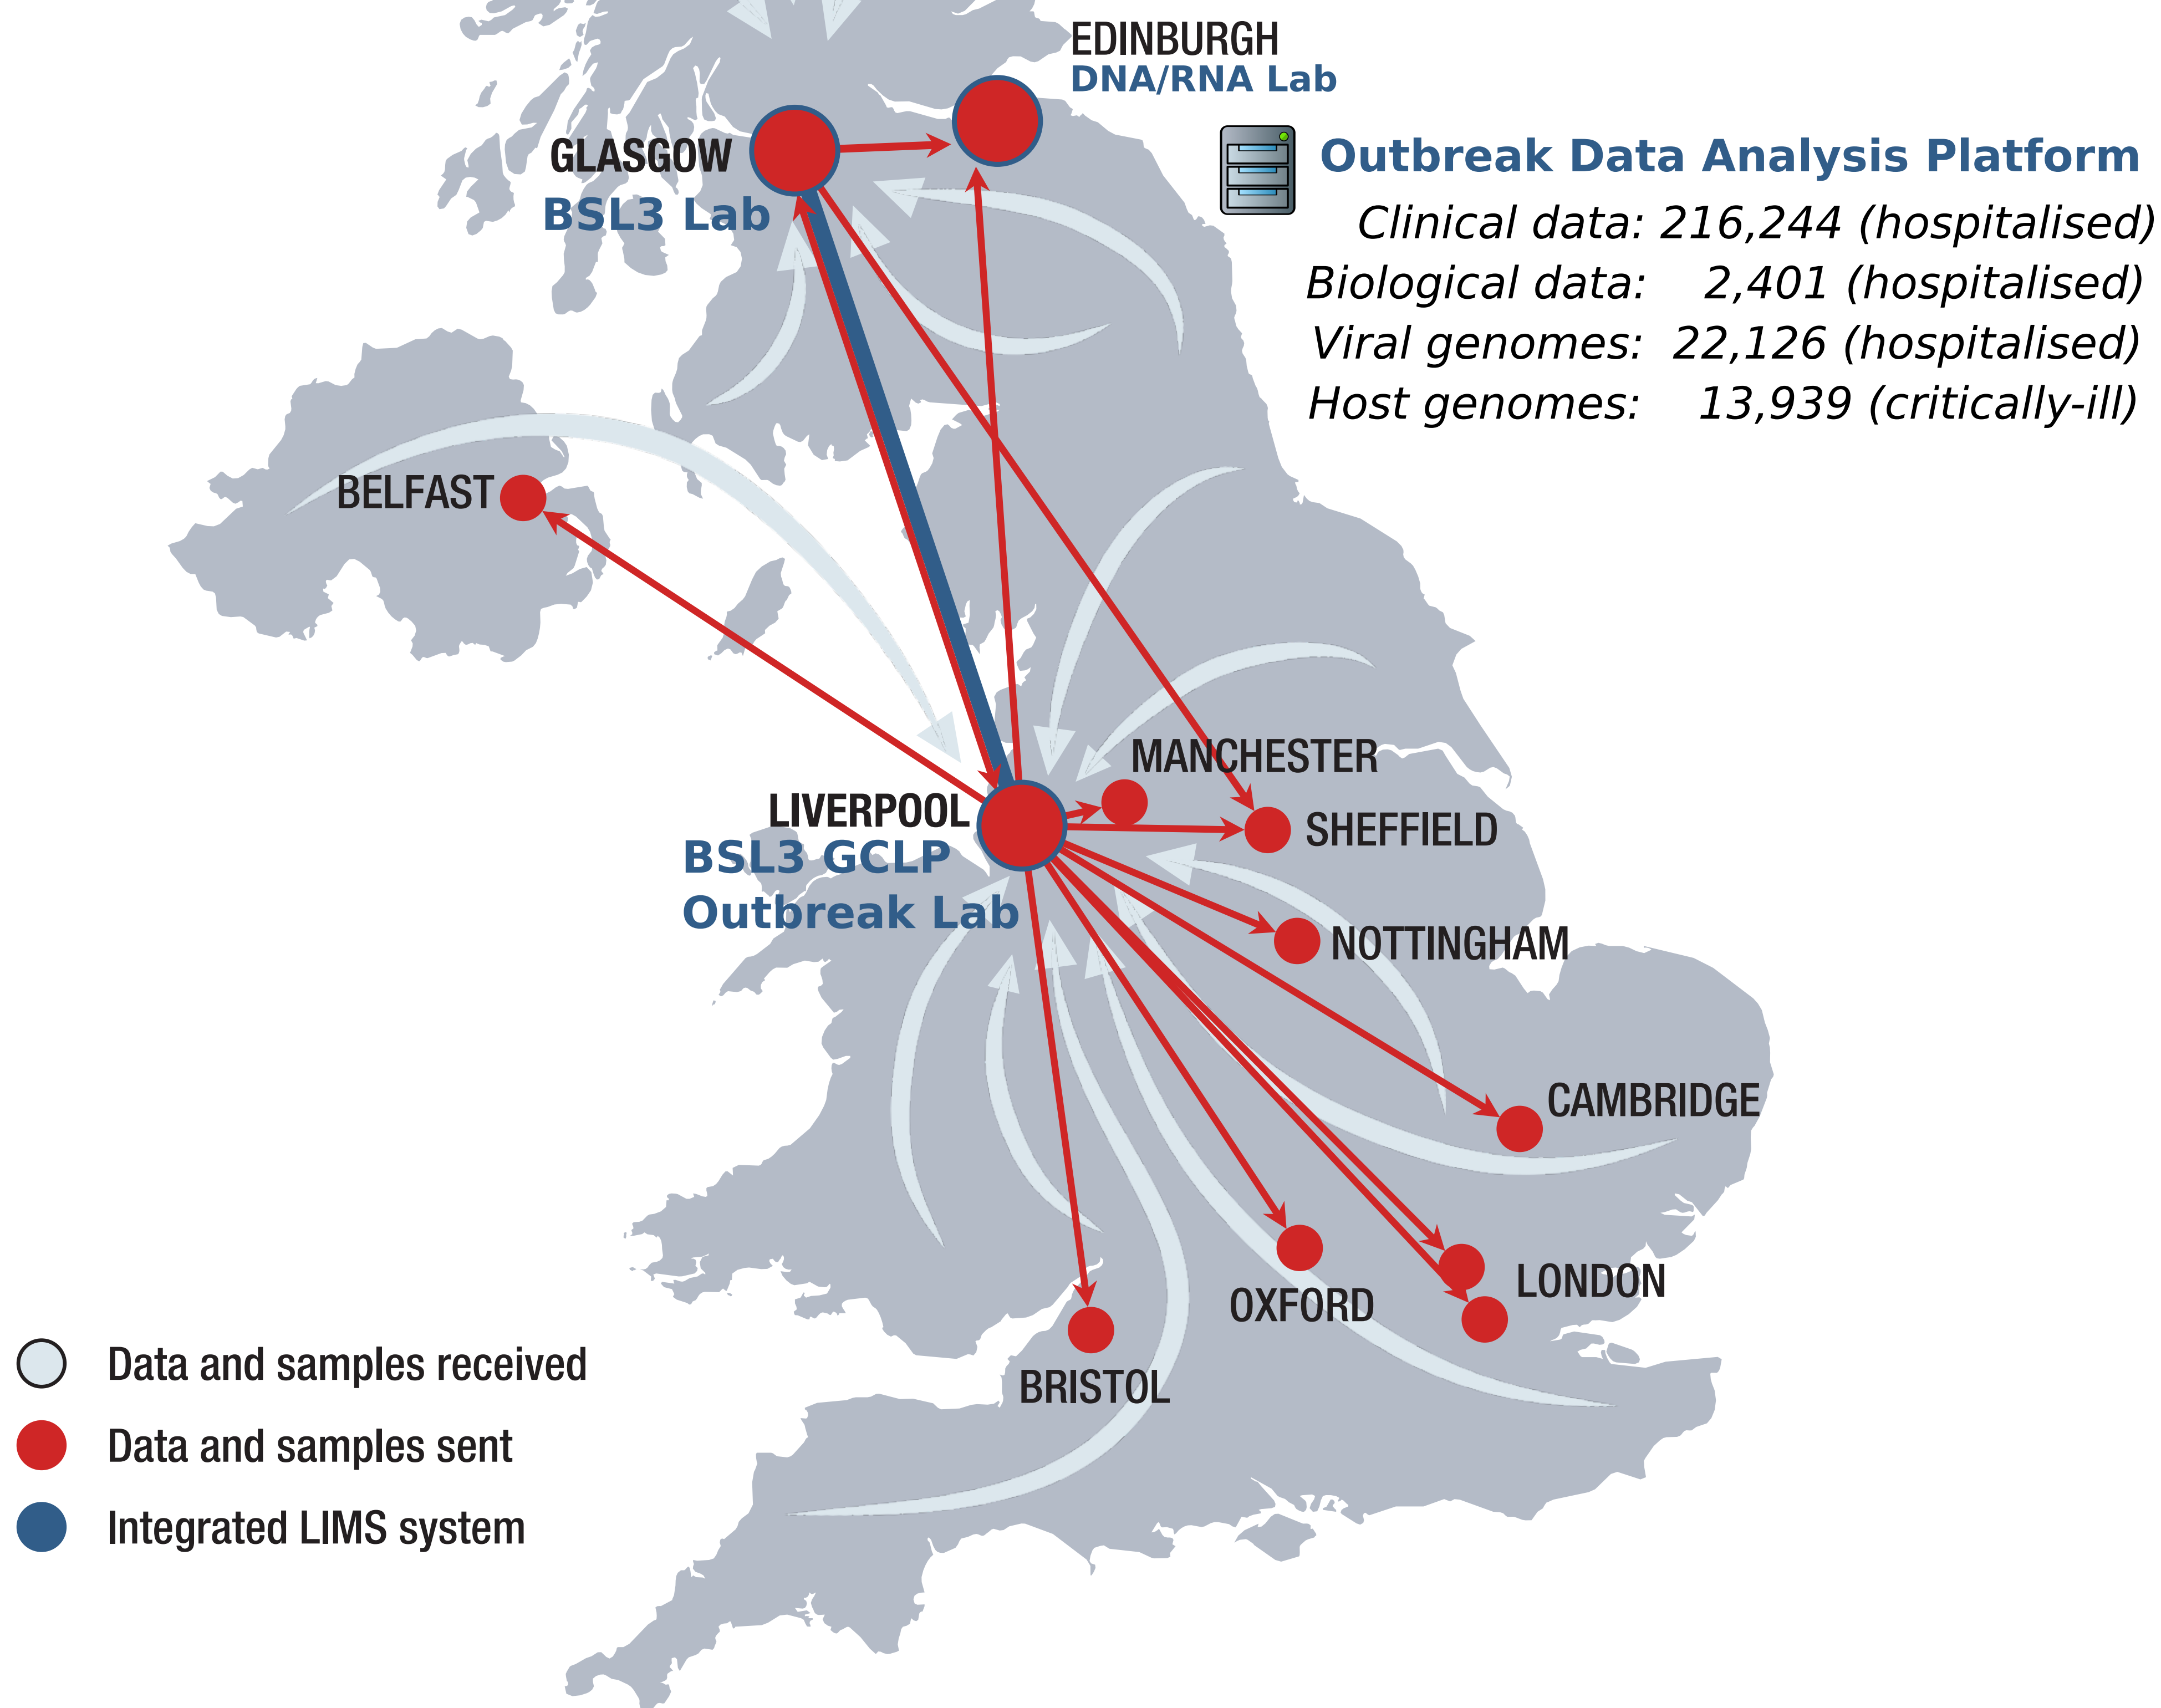 EDINBURGH
DNA/RNA Lab
GLASGOW
BSL3 Lab
Outbreak Data Analysis Platform
Clinical data: 216,244 (hospitalised)
Biological data: 2,401 (hospitalised)
Viral genomes: 22,126 (hospitalised)
Host genomes: 13,939 (critically-ill)
BELFAST
MANCHESTER
LIVERPOOL
BSL3 GCLP
Outbreak Lab
SHEFFIELD
NOTTINGHAM
CAMBRIDGE
LONDON
OXFORD
BRISTOL
Data and samples received
Data and samples sent
Integrated LIMS system